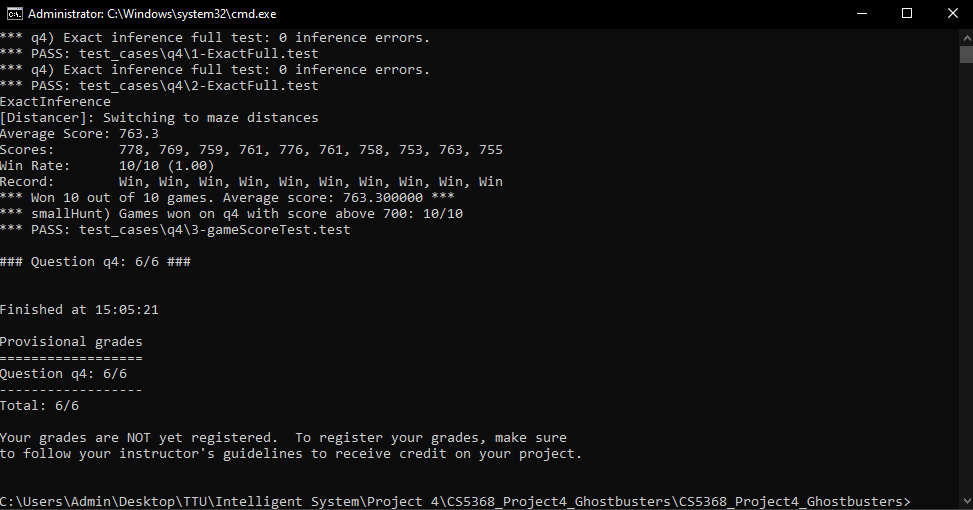 Administrator: C:\Windows\system32\cmd.exe
*** q4) Exact inference full test: 0 inference errors.
*** PASS: test_cases\q4\1-ExactFull.test
*** q4) Exact inference full test: 0 inference errors.
*** PASS: test_cases\q4\2-ExactFull.test
ExactInference
[Distancer]: Switching to maze distances
Average Score: 763.3
Scores:        778, 769, 759, 761, 776, 761, 758, 753, 763, 755
Win Rate:      10/10 (1.00)
Record:        Win, Win, Win, Win, Win, Win, Win, Win, Win, Win
*** Won 10 out of 10 games. Average score: 763.300000 ***
*** smallHunt) Games won on q4 with score above 700: 10/10
*** PASS: test_cases\q4\3-gameScoreTest.test
### Question q4: 6/6 ###
Finished at 15:05:21
Provisional grades
==================
Question q4: 6/6
------------------
Total: 6/6
Your grades are NOT yet registered.  To register your grades, make sure
to follow your instructor's guidelines to receive credit on your project.
C:\Users\Admin\Desktop\TTU\Intelligent System\Project 4\CS5368_Project4_Ghostbusters\CS5368_Project4_Ghostbusters>